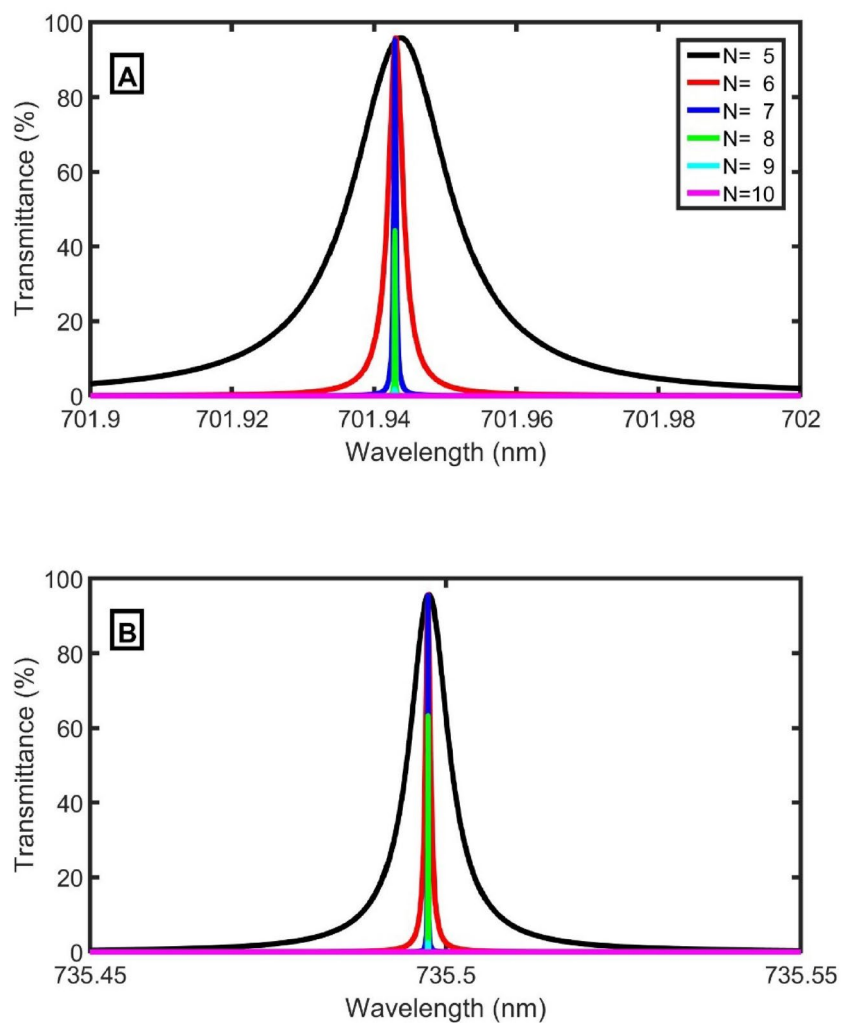 A
100
80
60
40
20
0
Transmittance (%)
N= 5
N= 6
N= 7
N= 8
N= 9
N=10
701.9 701.92 701.94 701.96 701.98 702
Wavelength (nm)
B
100
80
60
40
20
0
Transmittance (%)
735.45 735.5 735.55
Wavelength (nm)